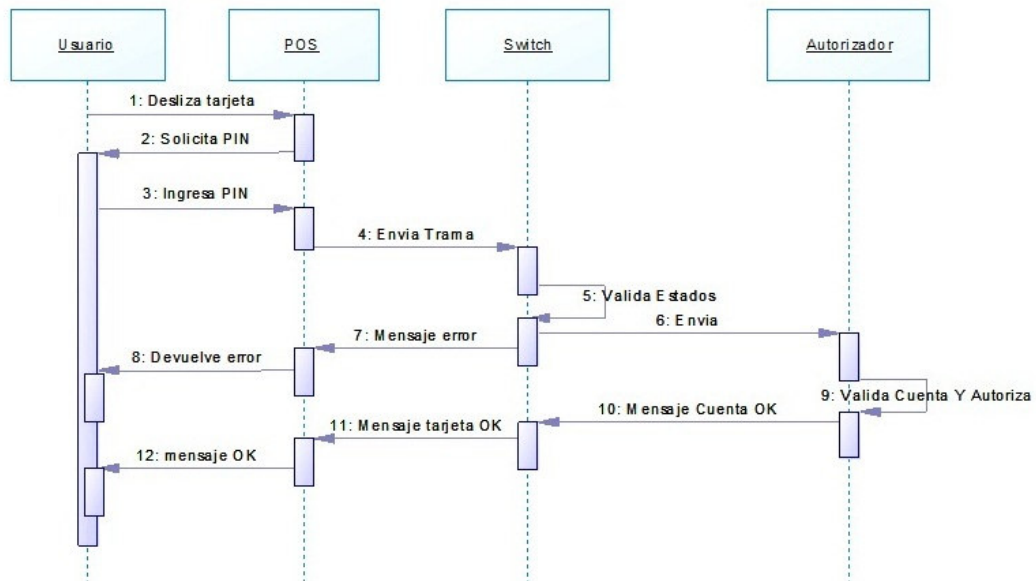 Usuario
POS
Switch
Autorizador
1: Desliza tarjeta
2: Solicita PIN
3: Ingresa PIN
4: Envia Trama
5: Valida Estados
6: Envia
7: Mensaje error
8: Devuelve error
9: Valida Cuenta Y Autoriza
10: Mensaje Cuenta OK
11: Mensaje tarjeta OK
12: mensaje OK